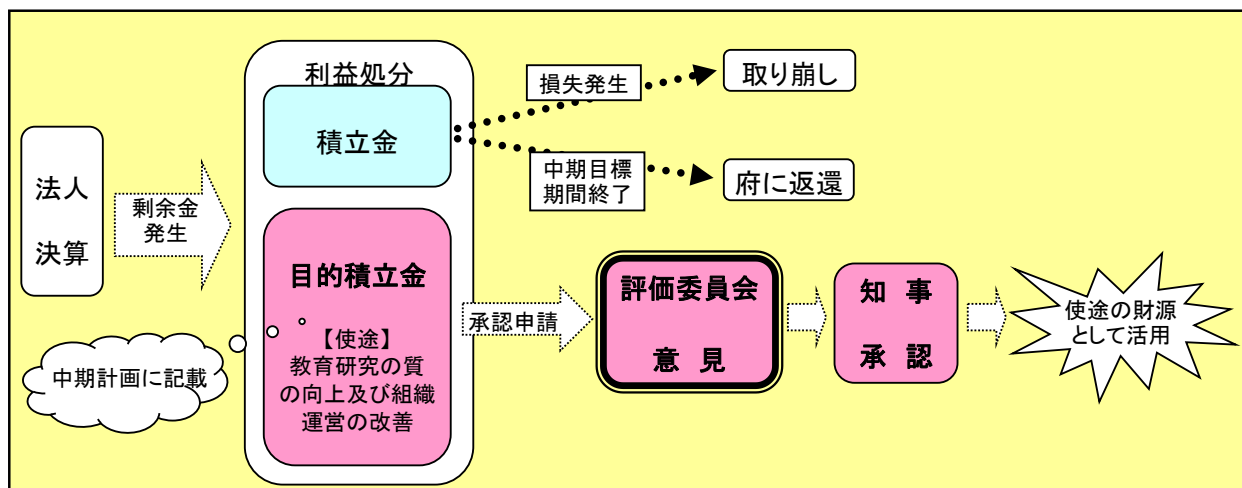 利益処分
積立金
損失発生
取り崩し
中期目標
期間終了
府に返還
法人
決算
剰余金
発生
目的積立金
【使途】
教育研究の質
の向上及び組織
運営の改善
中期計画に記載
承認申請
評価委員会
意 見
知 事
承 認
使途の財源
として活用